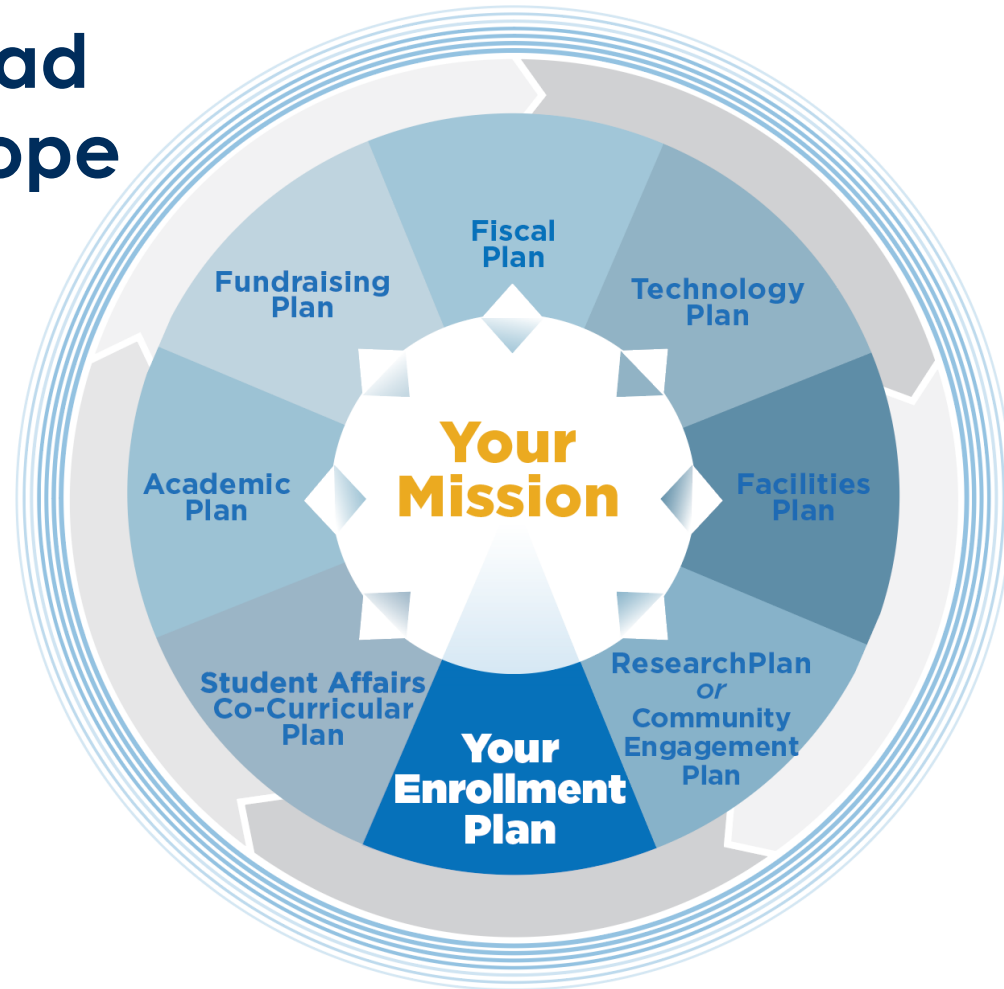 ad
ope
Fiscal
Plan
Technology
Plan
Facilities
Plan
ResearchPlan
or
Community
Engagement
Plan
Your
Enrollment
Plan
Student Affairs
Co-Curricular
Plan
Academic
Plan
Fundraising
Plan
Your
Mission